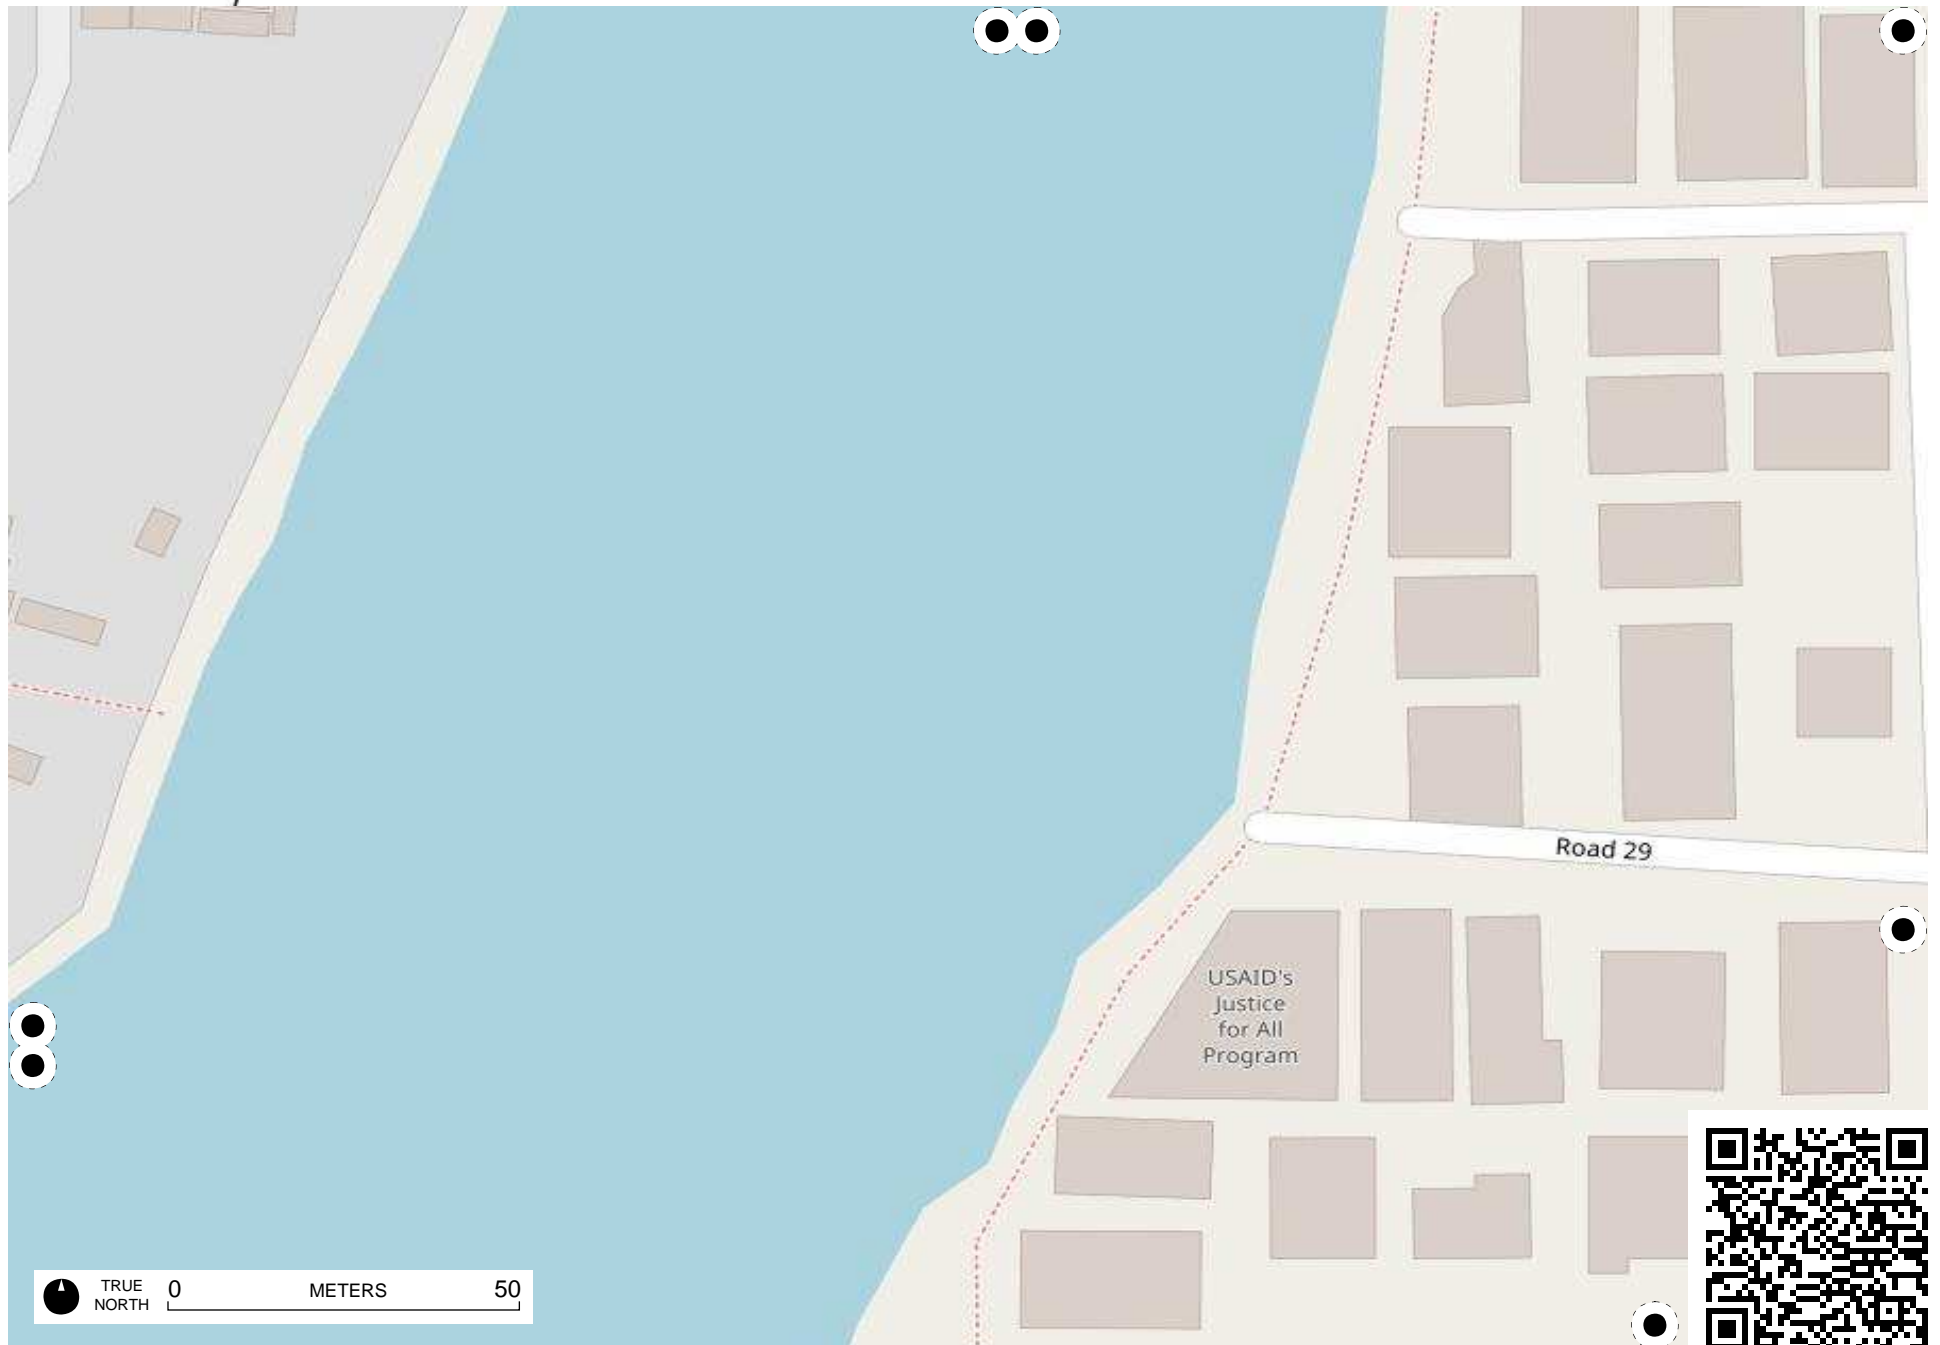 Road 29
USAID's
Justice
for All
Program
TRUE
NORTH
0 METERS 50